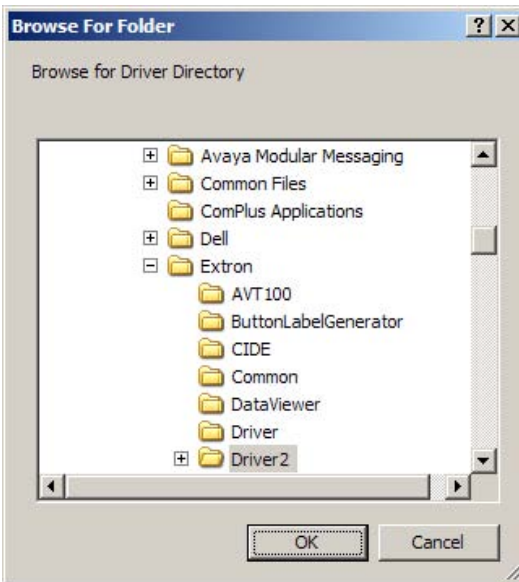 Browse For Folder
Browse for Driver Directory
Avaya Modular Messaging
Common Files
ComPlus Applications
Dell
Extron
AVT100
ButtonLabelGenerator
CIDE
Common
DataViewer
Driver
Driver2
OK Cancel